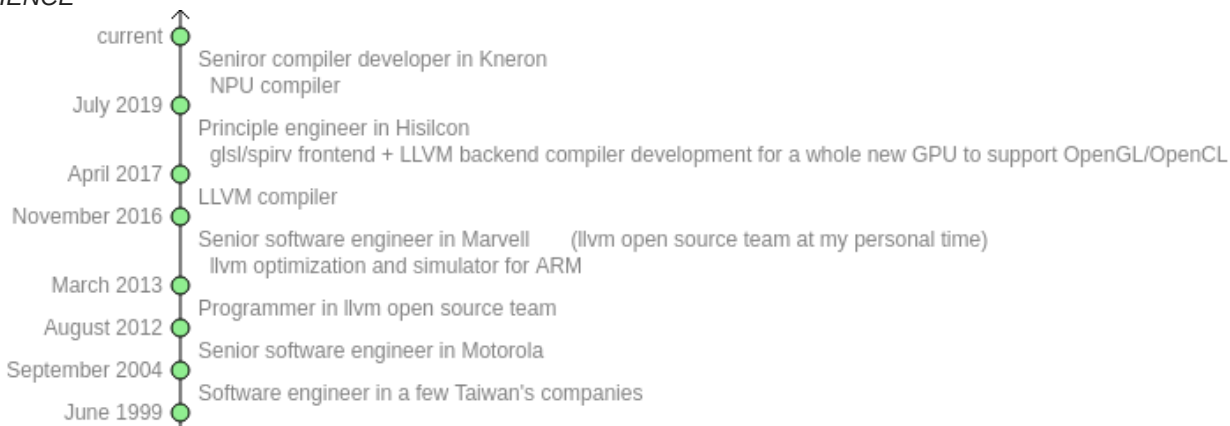 current
Seniror compiler developer in Kneron
NPU compiler
July 2019
Principle engineer in Hisilcon
glsl/spirv frontend + LLVM backend compiler development for a whole new GPU to support OpenGL/OpenCL
April 2017
LLVM compiler
November 2016
Senior software engineer in Marvell (llvm open source team at my personal time)
llvm optimization and simulator for ARM
March 2013
Programmer in llvm open source team
August 2012
Senior software engineer in Motorola
September 2004
Software engineer in a few Taiwan's companies
June 1999